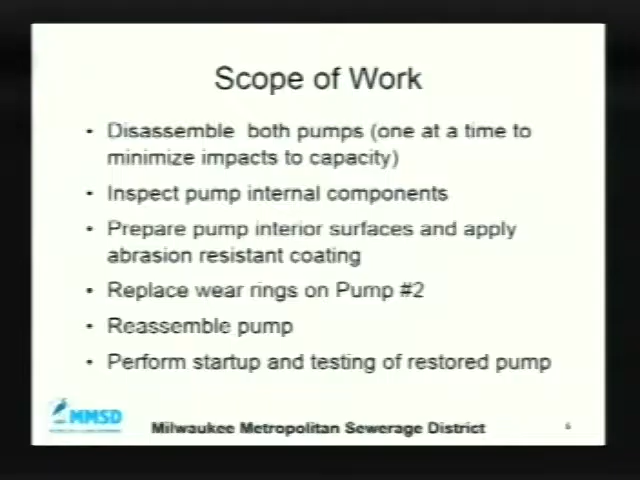 Scope of Work
• Disassemble both pumps (one at a time to
minimize impacts to capacity)
• Inspect pump internal components
• Prepare pump interior surfaces and apply
abrasion resistant coating
• Replace wear rings on Pump #2
• Reassemble pump
• Perform startup and testing of restored pump
MMSD
Milwaukee Metropolitan Sewerage District
6